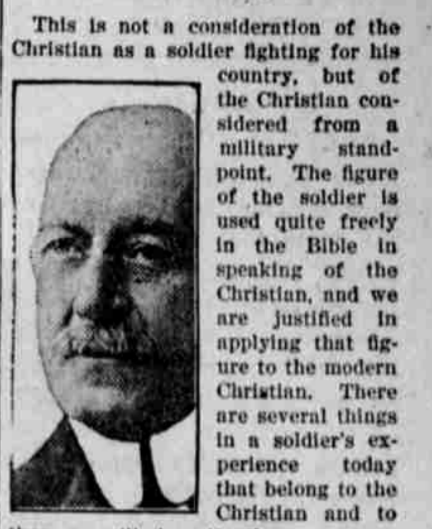 This is not a consideration of the
Christian as a soldier fighting for his
country, but of
the Christian con-
sidered from a
military stand-
point. The figure
of the soldier is
used quite freely
in the Bible in
speaking of the
Christian, and we
are justified in
applying that fig-
ure to the modern
Christian. There
are several things
in a soldier's ex-
perience today
that belong to the
Christian and to